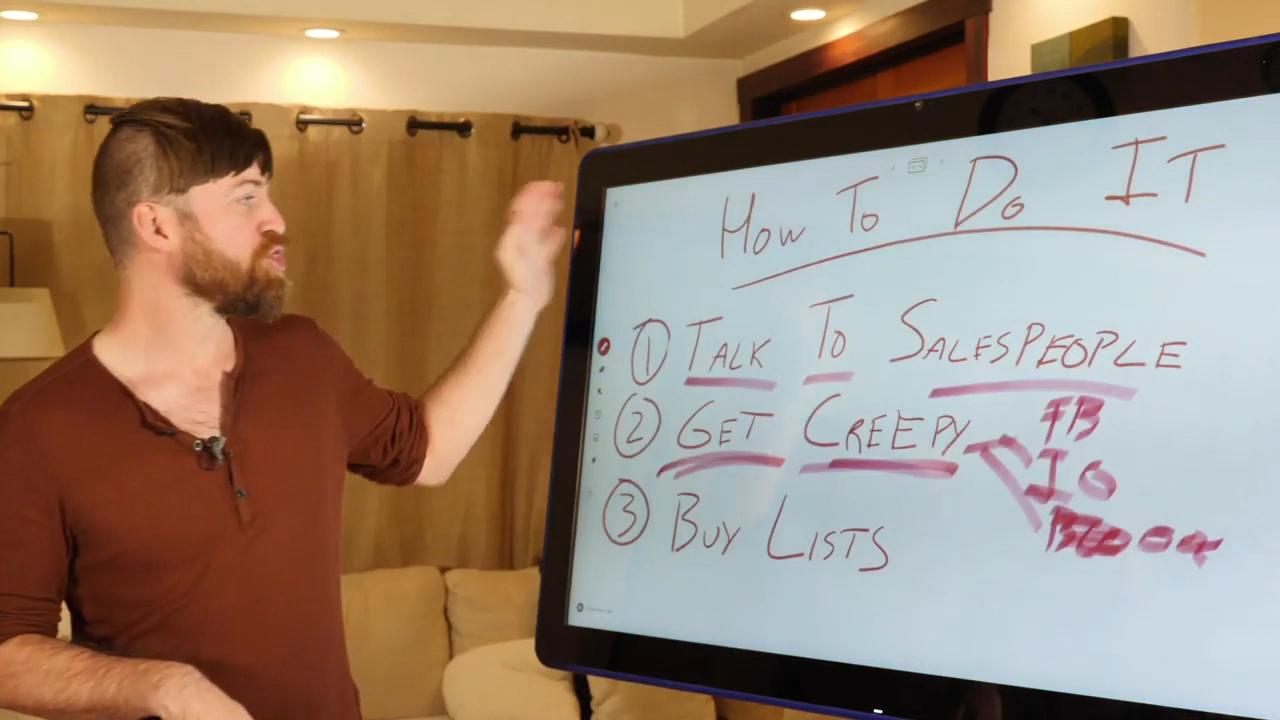 How To Do It
① Talk To Salespeople
② Get Creepy
FB
IG
③ Buy Lists